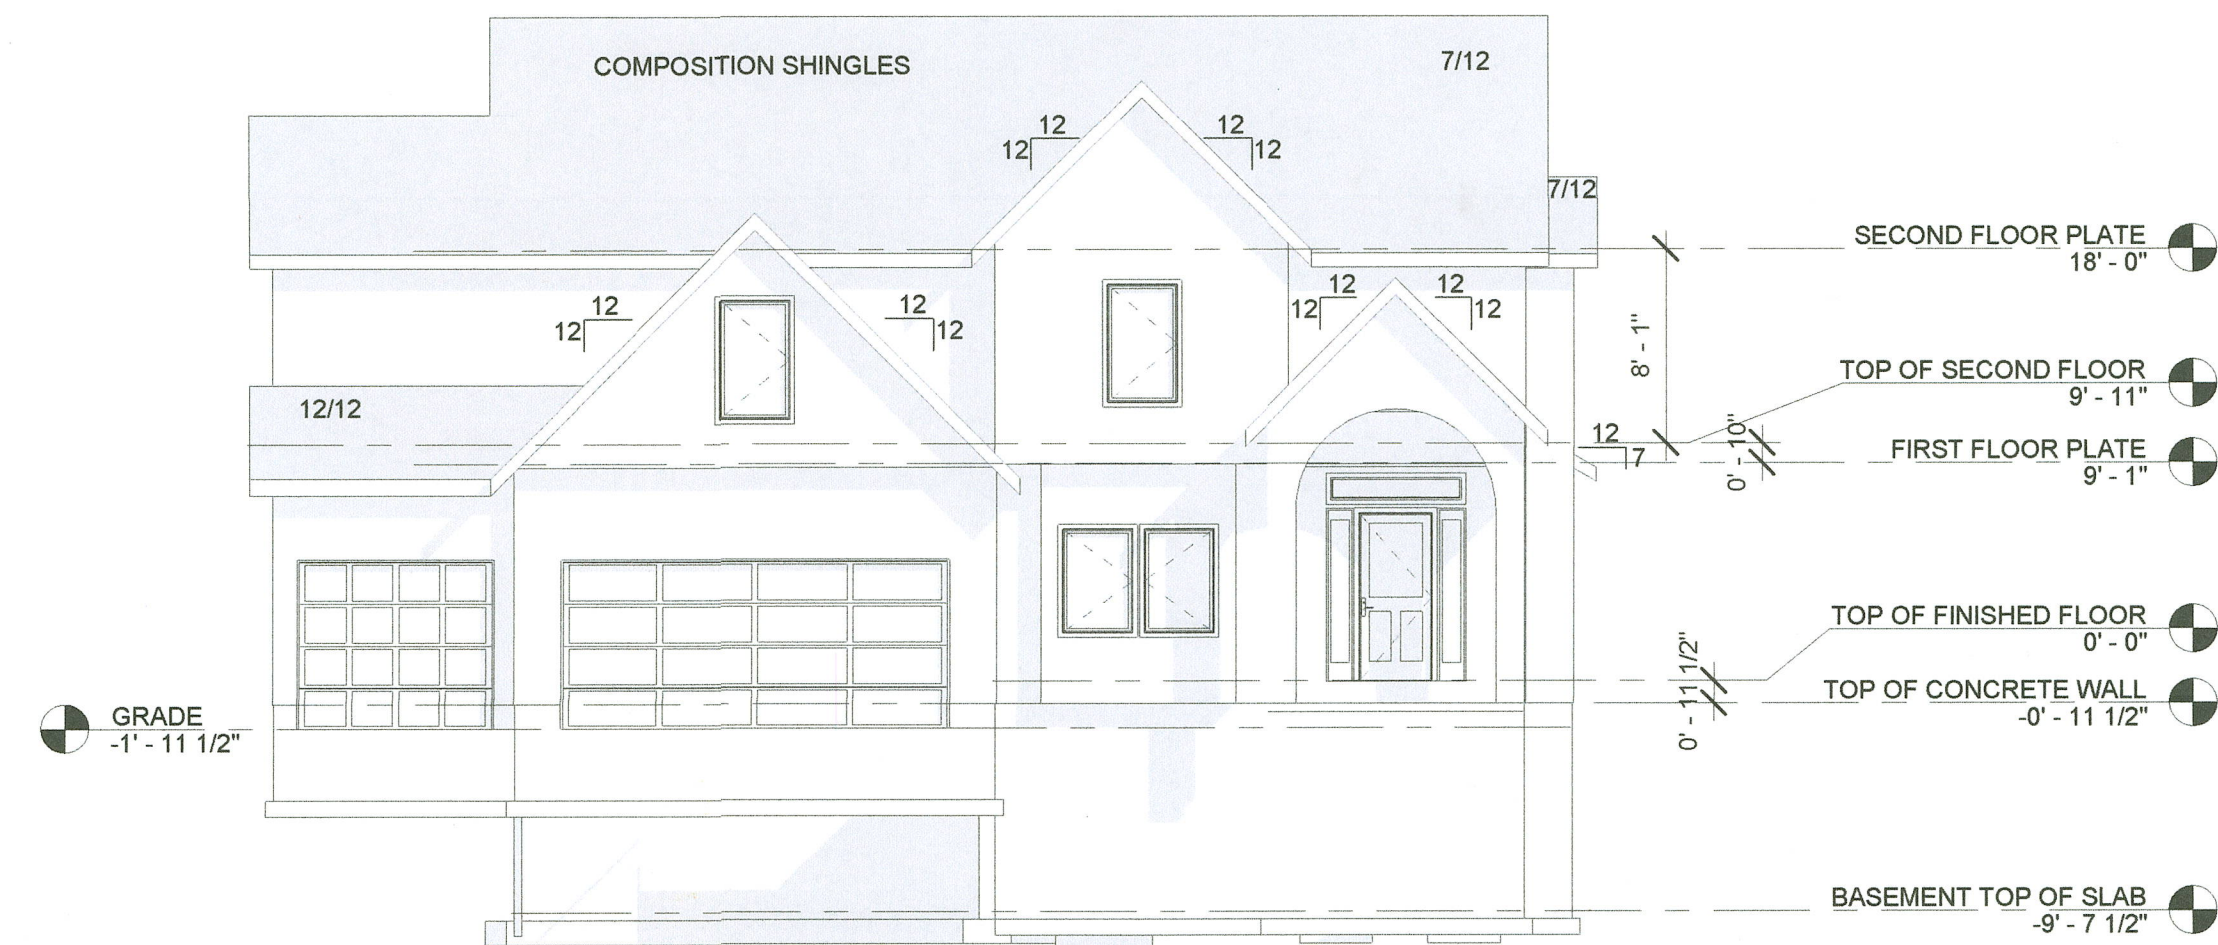 COMPOSITION SHINGLES
7/12
12
12
12
12
7/12
SECOND FLOOR PLATE
18' - 0"
12
12
12
12
12
12
12
12
8' - 1"
TOP OF SECOND FLOOR
9' - 11"
12/12
12
7
0' - 10"
FIRST FLOOR PLATE
9' - 1"
TOP OF FINISHED FLOOR
0' - 0"
0' - 11 1/2"
TOP OF CONCRETE WALL
-0' - 11 1/2"
GRADE
-1' - 11 1/2"
BASEMENT TOP OF SLAB
-9' - 7 1/2"